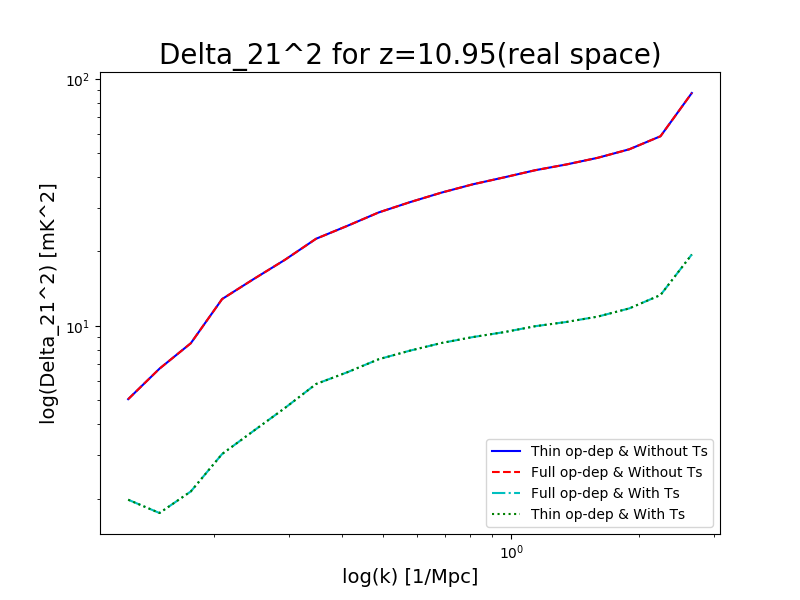 Delta_21^2 for z=10.95(real space)
log(Delta_21^2) [mK^2]
10^2
10^1
Thin op-dep & Without Ts
Full op-dep & Without Ts
Full op-dep & With Ts
Thin op-dep & With Ts
10^0
log(k) [1/Mpc]